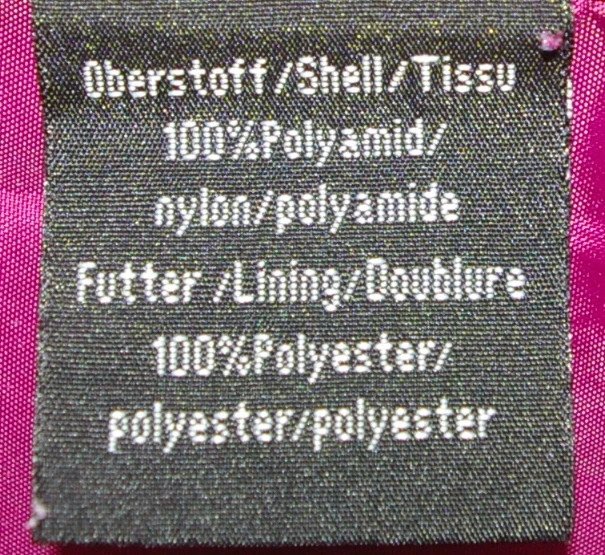 Oberstoff/Shell/Tissu
100%Polyamid/
nylon/polyamide
Futter/Lining/Doublure
100%Polyester/
polyester/polyester